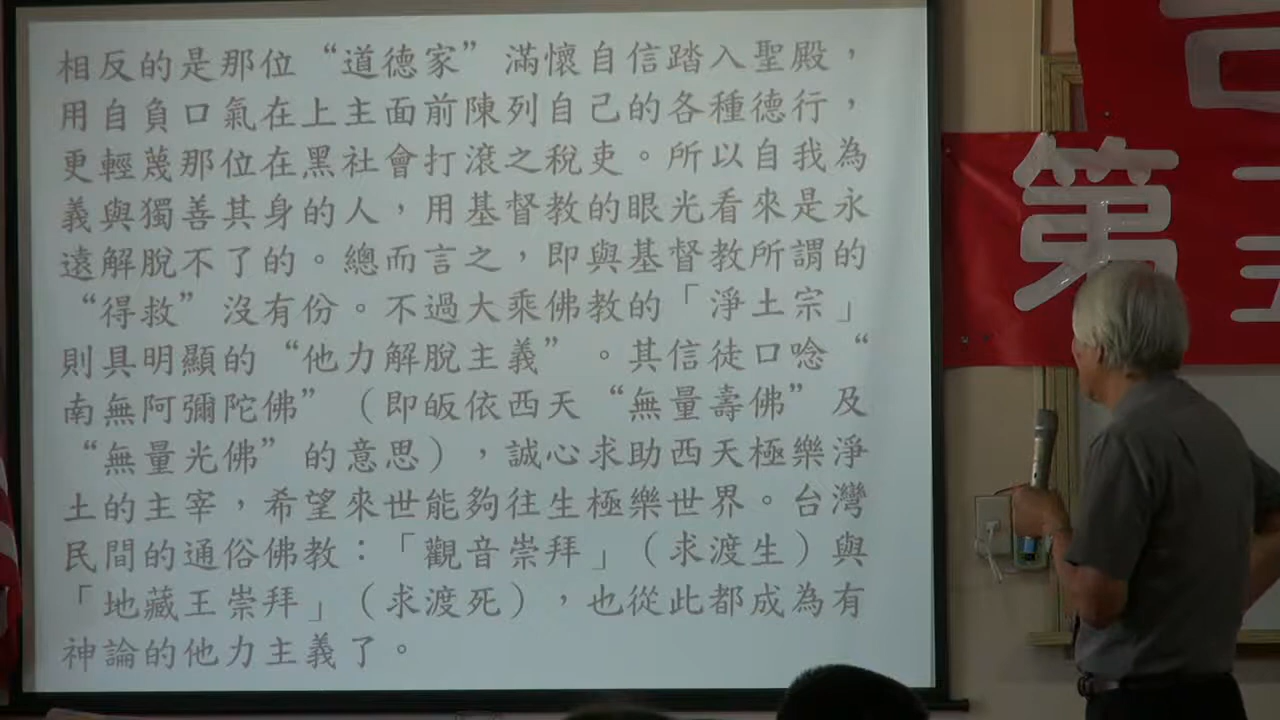 相反的是那位“道德家”滿懷自信踏入聖殿，
用自負口氣在上主面前陳列自己的各種德行，
更輕蔑那位在黑社會打滾之稅吏。所以自我為
義與獨善其身的人，用基督教的眼光看來是永
遠解脫不了的。總而言之，即與基督教所謂的
“得救”沒有份。不過大乘佛教的「淨土宗」
則具明顯的“他力解脫主義”。其信徒口唸“
南無阿彌陀佛”（即皈依西天“無量壽佛”及
“無量光佛”的意思），誠心求助西天極樂淨
土的主宰，希望來世能夠往生極樂世界。台灣
民間的通俗佛教：「觀音崇拜」（求渡生）與
「地藏王崇拜」（求渡死），也從此都成為有
神論的他力主義了。
第